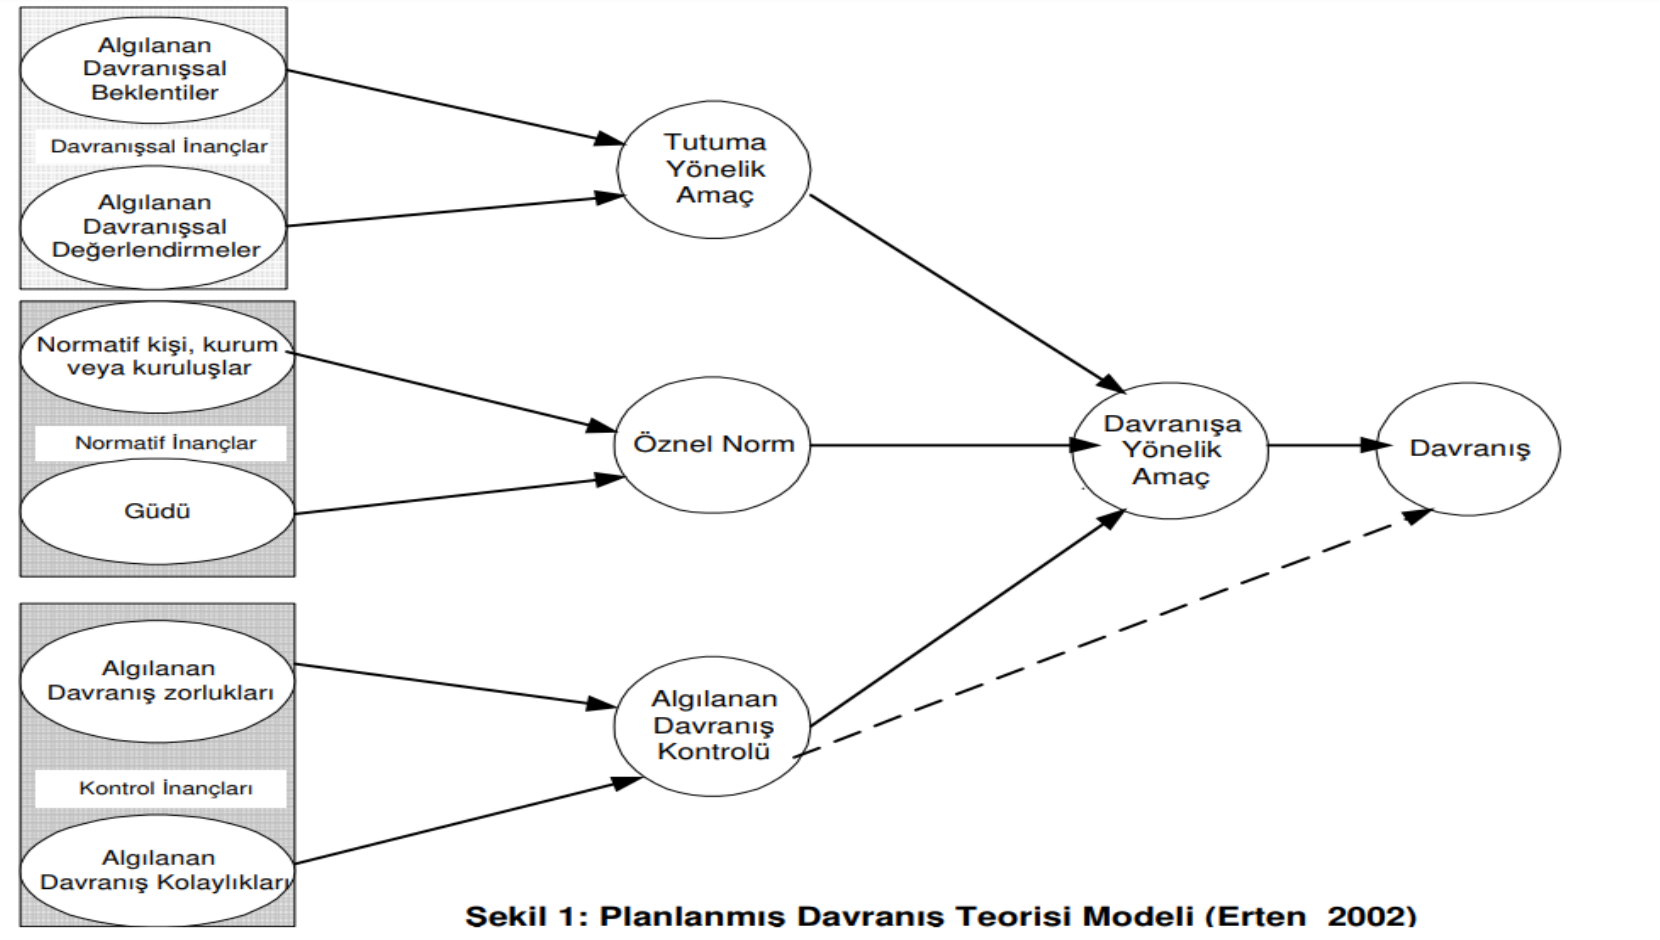 Algılanan
Davranışsal
Beklentiler
Davranışsal İnançlar
Algılanan
Davranışsal
Değerlendirmeler
Tutuma
Yönelik
Amaç
Normatif kişi, kurum
veya kuruluşlar
Normatif İnançlar
Güdü
Öznel Norm
Davranışa
Yönelik
Amaç
Davranış
Algılanan
Davranış zorlukları
Kontrol İnançları
Algılanan
Davranış Kolaylıkları
Algılanan
Davranış
Kontrolü
Şekil 1: Planlanmış Davranış Teorisi Modeli (Erten 2002)